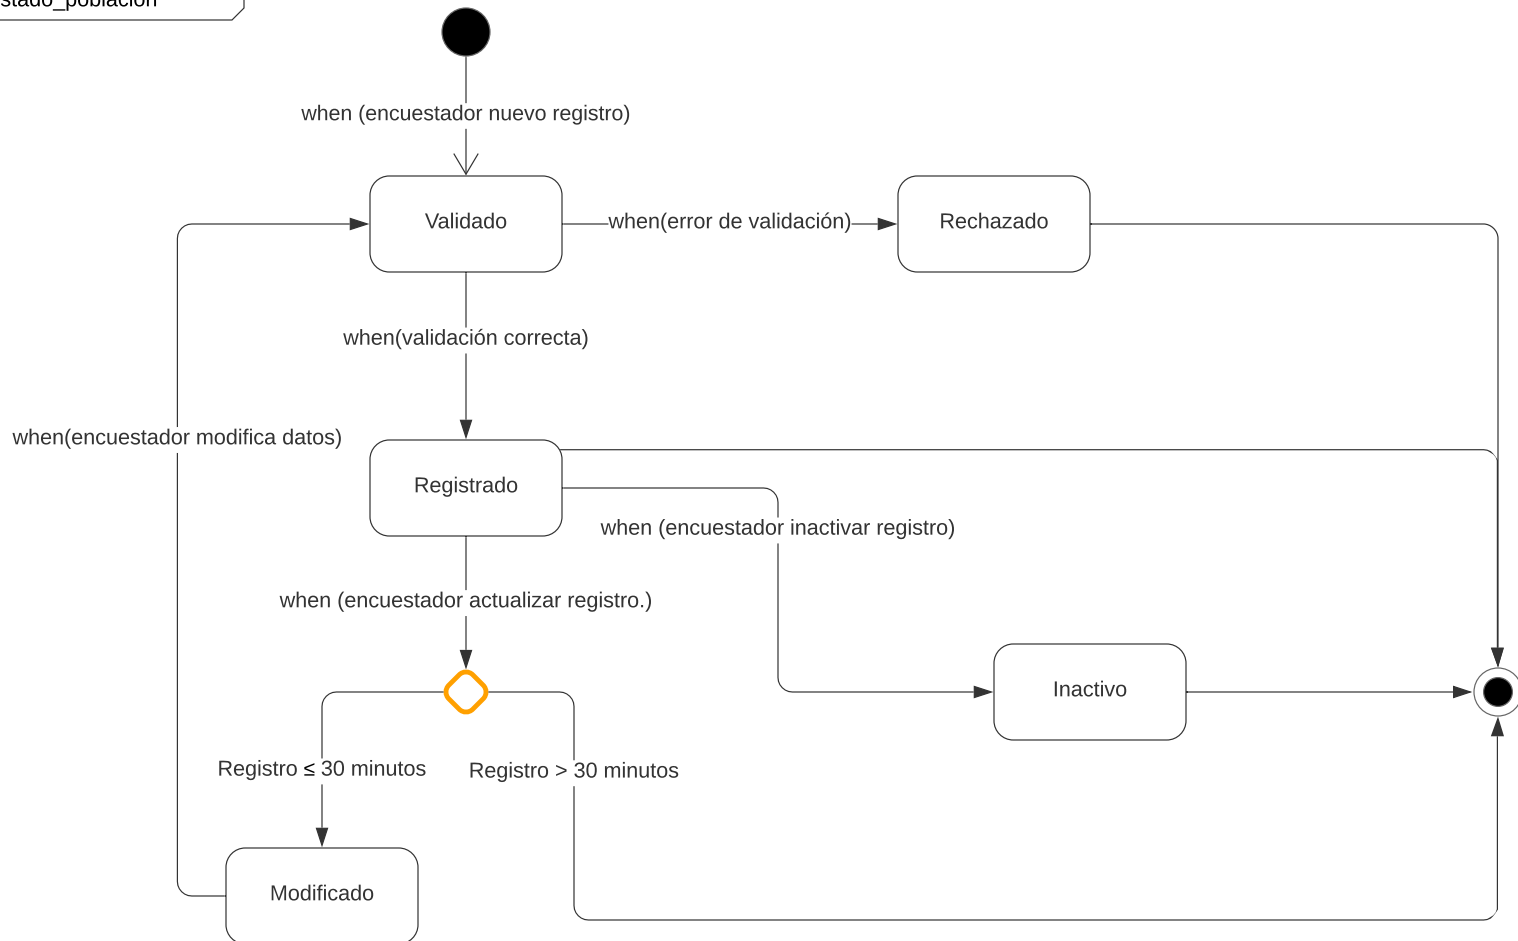 stado_poblacion
when (encuestador nuevo registro)
Validado
when(error de validación)
Rechazado
when(validación correcta)
when(encuestador modifica datos)
Registrado
when (encuestador inactivar registro)
when (encuestador actualizar registro.)
Inactivo
Registro ≤ 30 minutos
Registro > 30 minutos
Modificado